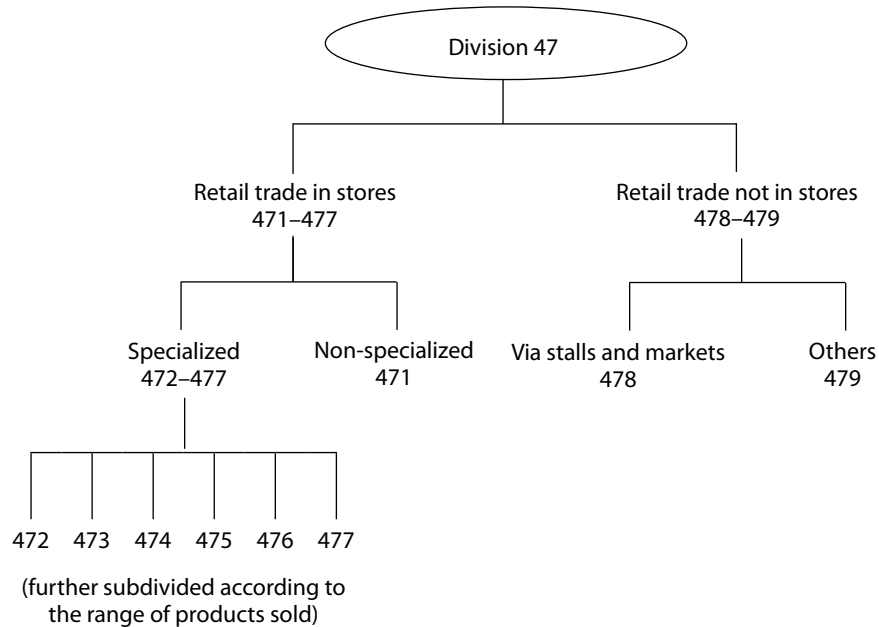 Division 47
Retail trade in stores
471–477
Retail trade not in stores
478–479
Specialized
472–477
Non-specialized
471
Via stalls and markets
478
Others
479
472 473 474 475 476 477
(further subdivided according to
the range of products sold)